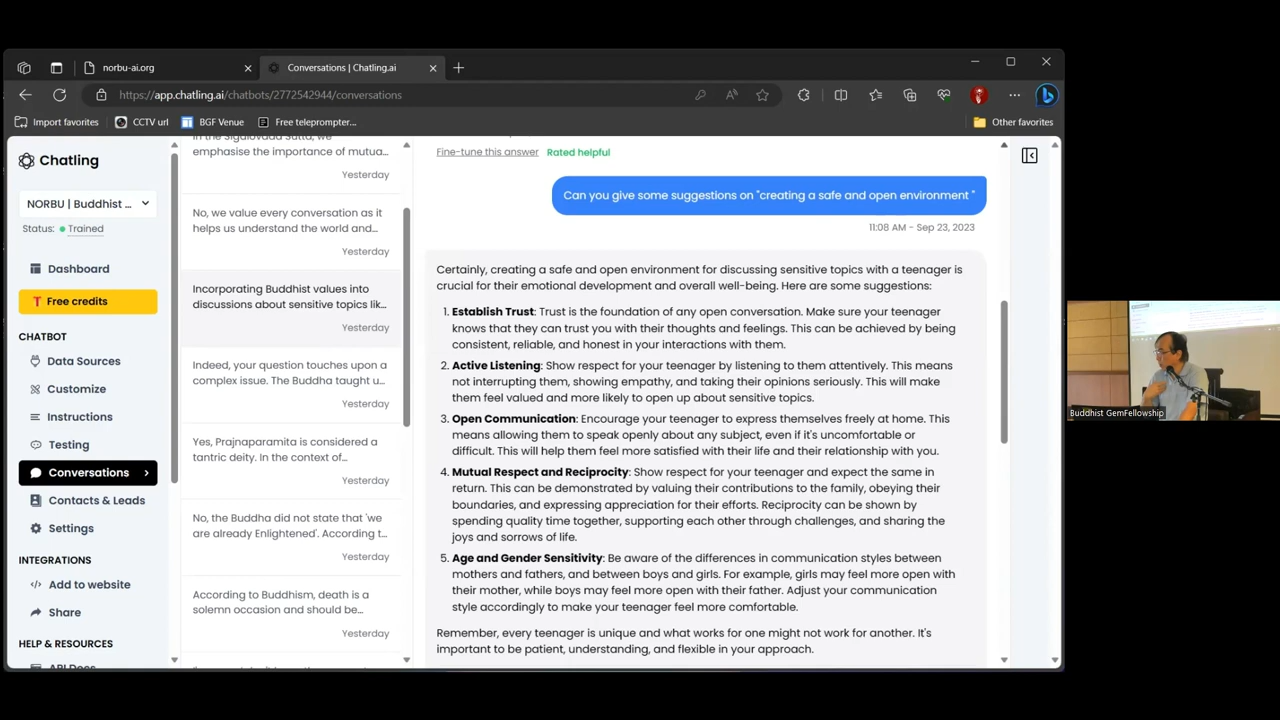 norbu-ai.org
Conversations | Chatling.ai
https://app.chatling.ai/chatbots/2772542944/conversations
Import favorites
CCTV url
BGF Venue
Free teleprompter...
Other favorites
Chatling
NORBU | Buddhist ...
Status: Trained
Dashboard
Free credits
CHATBOT
Data Sources
Customize
Instructions
Testing
Conversations
Contacts & Leads
Settings
INTEGRATIONS
Add to website
Share
HELP & RESOURCES
API Docs
In the Sigalovada Sutta, we
emphasise the importance of mutua...
Yesterday
No, we value every conversation as it
helps us understand the world and...
Yesterday
Incorporating Buddhist values into
discussions about sensitive topics lik...
Yesterday
Indeed, your question touches upon a
complex issue. The Buddha taught u...
Yesterday
Yes, Prajnaparamita is considered a
tantric deity. In the context of...
Yesterday
No, the Buddha did not state that 'we
are already Enlightened'. According t...
Yesterday
According to Buddhism, death is a
solemn occasion and should be...
Yesterday
Fine-tune this answer Rated helpful
Can you give some suggestions on "creating a safe and open environment "
11:08 AM - Sep 23, 2023
Certainly, creating a safe and open environment for discussing sensitive topics with a teenager is
crucial for their emotional development and overall well-being. Here are some suggestions:
1. Establish Trust: Trust is the foundation of any open conversation. Make sure your teenager
knows that they can trust you with their thoughts and feelings. This can be achieved by being
consistent, reliable, and honest in your interactions with them.
2. Active Listening: Show respect for your teenager by listening to them attentively. This means
not interrupting them, showing empathy, and taking their opinions seriously. This will make
them feel valued and more likely to open up about sensitive topics.
3. Open Communication: Encourage your teenager to express themselves freely at home. This
means allowing them to speak openly about any subject, even if it's uncomfortable or
difficult. This will help them feel more satisfied with their life and their relationship with you.
4. Mutual Respect and Reciprocity: Show respect for your teenager and expect the same in
return. This can be demonstrated by valuing their contributions to the family, obeying their
boundaries, and expressing appreciation for their efforts. Reciprocity can be shown by
spending quality time together, supporting each other through challenges, and sharing the
joys and sorrows of life.
5. Age and Gender Sensitivity: Be aware of the differences in communication styles between
mothers and fathers, and between boys and girls. For example, girls may feel more open with
their mother, while boys may feel more open with their father. Adjust your communication
style accordingly to make your teenager feel more comfortable.
Remember, every teenager is unique and what works for one might not work for another. It's
important to be patient, understanding, and flexible in your approach.
Buddhist GemFellowship